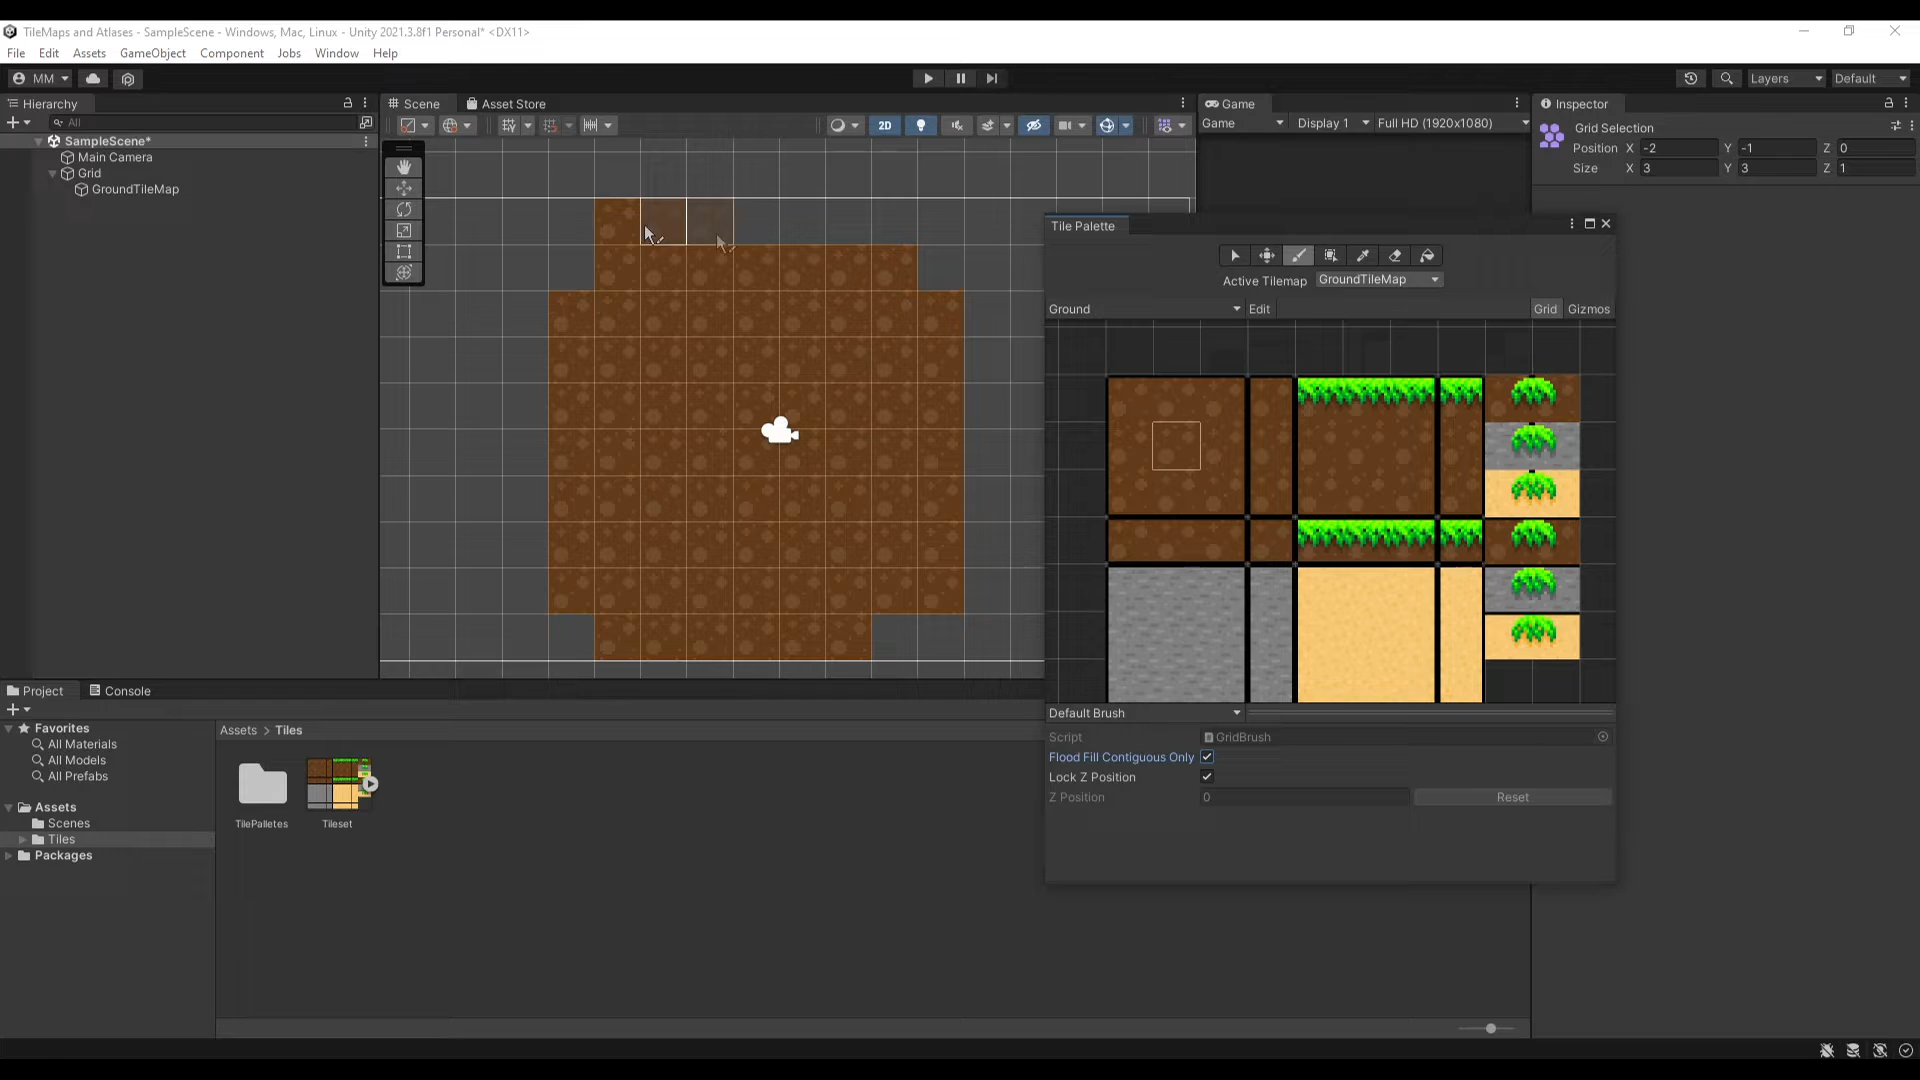 TileMaps and Atlases - SampleScene - Windows, Mac, Linux - Unity 2021.3.8f1 Personal* <DX11>
File Edit Assets GameObject Component Jobs Window Help
MM Layers Default
Hierarchy
All
SampleScene*
Main Camera
Grid
GroundTileMap
Scene Asset Store
2D
Game
Game Display 1 Full HD (1920x1080)
Inspector
Grid Selection
Position X -2 Y -1 Z 0
Size X 3 Y 3 Z 1
Tile Palette
Active Tilemap GroundTileMap
Ground Edit Grid Gizmos
Default Brush
Script GridBrush
Flood Fill Contiguous Only
Lock Z Position
Z Position 0 Reset
Project Console
Favorites
All Materials
All Models
All Prefabs
Assets
Scenes
Tiles
Packages
Assets > Tiles
TilePalletes Tileset